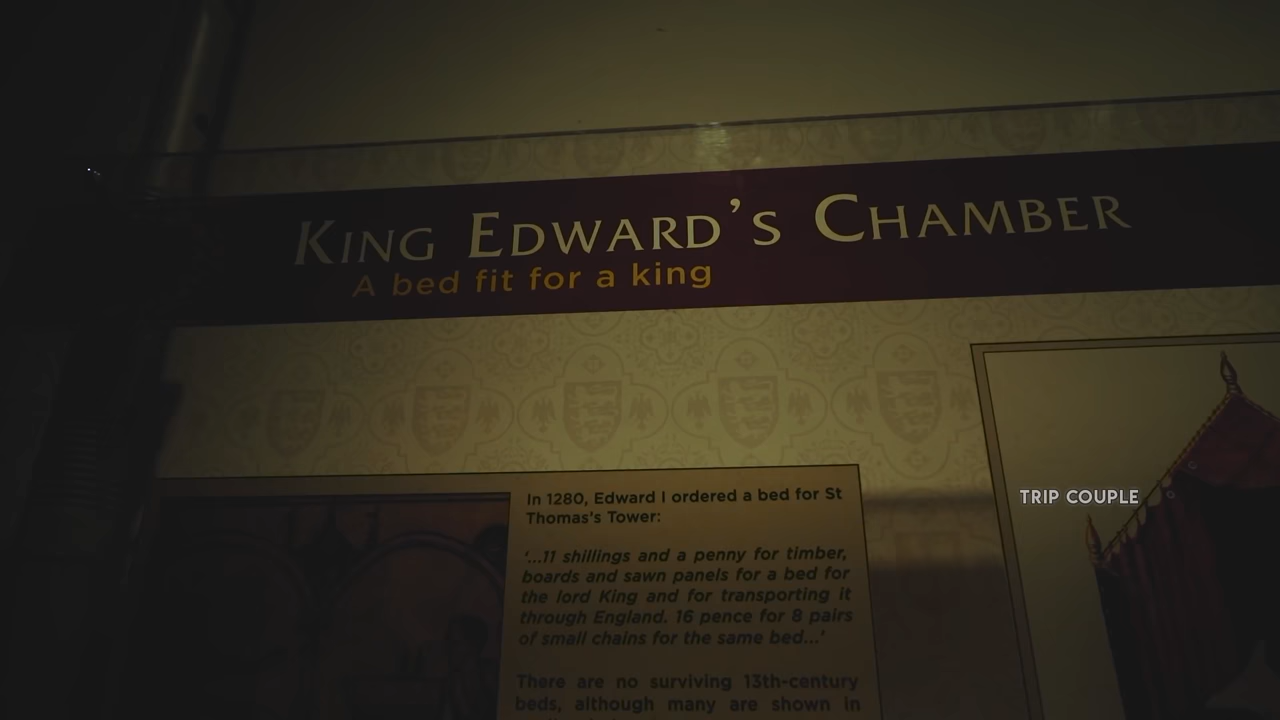 KING EDWARD'S CHAMBER
A bed fit for a king
In 1280, Edward I ordered a bed for St
Thomas's Tower:
'...11 shillings and a penny for timber,
boards and sawn panels for a bed for
the lord King and for transporting it
through England. 16 pence for 8 pairs
of small chains for the same bed...'
There are no surviving 13th-century
beds, although many are shown in
TRIP COUPLE